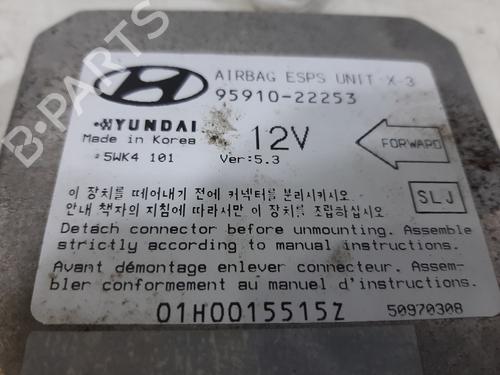 AIRBAG ESPS UNIT X-3
95910-22253
HYUNDAI
Made in Korea
12V
FORWARD
*5WK4 101
Ver:5.3
이 장치를 떼어내기 전에 커넥터를 분리시키시오
안내 책자의 지침에 따라서만 이 장치를 조립하십시오
SLJ
Detach connector before unmounting. Assemble
strictly according to manual instructions.
Avant démontage enlever connecteur. Assem-
bler conformement au manuel d'instructions.
01H0015515Z
50970308
B-PARTS